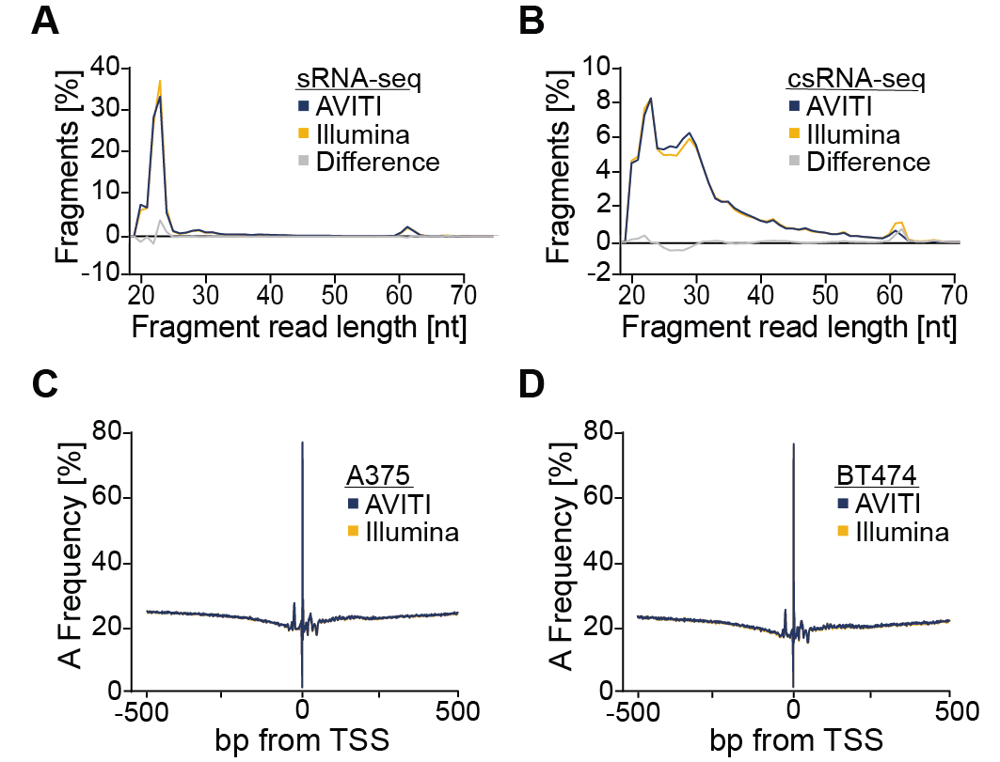 A
Fragments [%]
40
30
20
10
0
-10
sRNA-seq
AVITI
Illumina
Difference
20 30 40 50 60 70
Fragment read length [nt]
B
Fragments [%]
10
8
6
4
2
0
-2
csRNA-seq
AVITI
Illumina
Difference
20 30 40 50 60 70
Fragment read length [nt]
C
A Frequency [%]
80
60
40
20
0
A375
AVITI
Illumina
-500 0 500
bp from TSS
D
A Frequency [%]
80
60
40
20
0
BT474
AVITI
Illumina
-500 0 500
bp from TSS